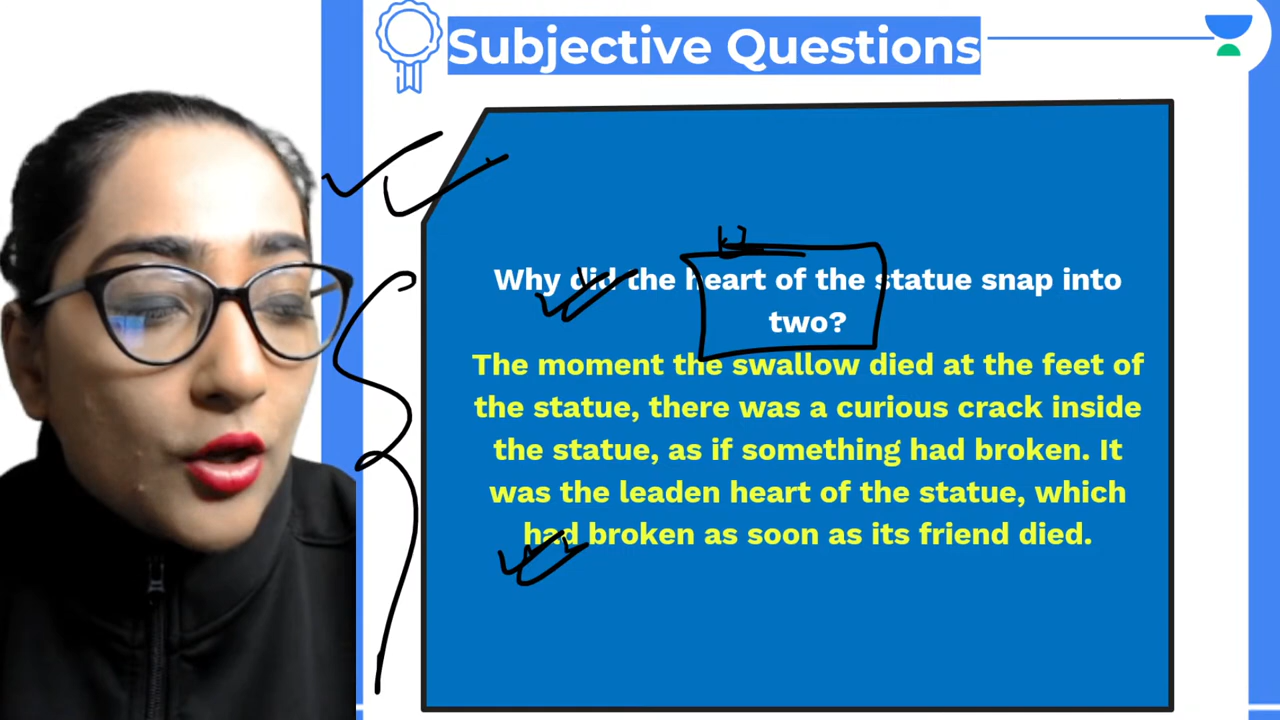 Subjective Questions
Why did the heart of the statue snap into
two?
The moment the swallow died at the feet of
the statue, there was a curious crack inside
the statue, as if something had broken. It
was the leaden heart of the statue, which
had broken as soon as its friend died.